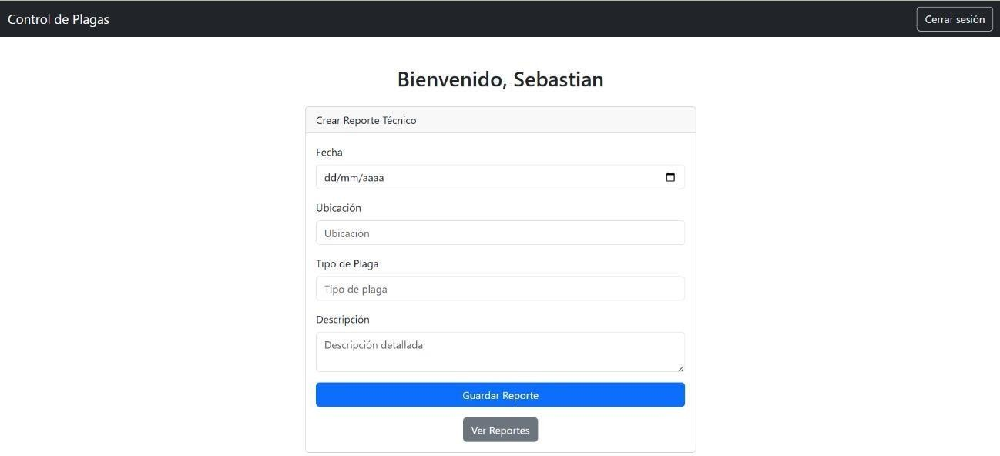 Control de Plagas
Cerrar sesión
Bienvenido, Sebastian
Crear Reporte Técnico
Fecha
dd/mm/aaaa
Ubicación
Ubicación
Tipo de Plaga
Tipo de plaga
Descripción
Descripción detallada
Guardar Reporte
Ver Reportes